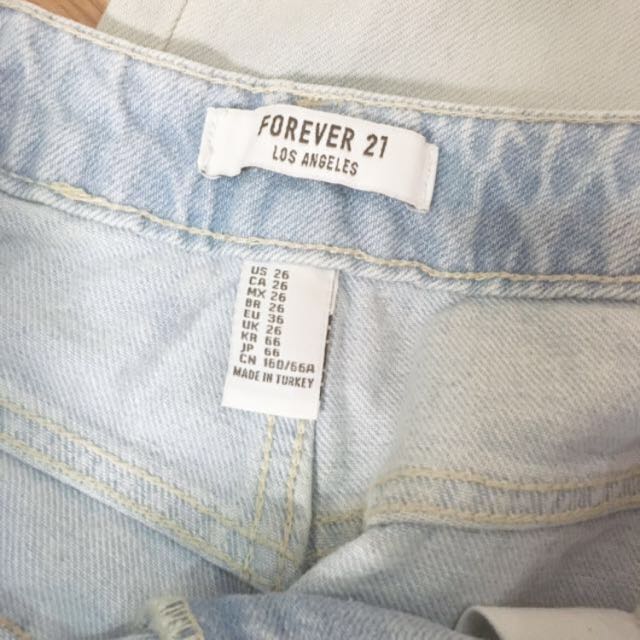 FOREVER 21
LOS ANGELES
US 26
CA 26
MX 26
BR 26
EU 36
UK 26
KR 66
JP 66
CN 160/66A
MADE IN TURKEY